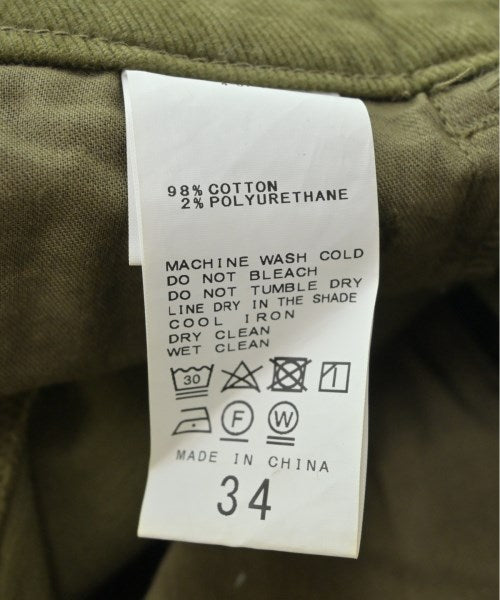 98% COTTON
2% POLYURETHANE
MACHINE WASH COLD
DO NOT BLEACH
DO NOT TUMBLE DRY
LINE DRY IN THE SHADE
COOL IRON
DRY CLEAN
WET CLEAN
30
F W
MADE IN CHINA
34